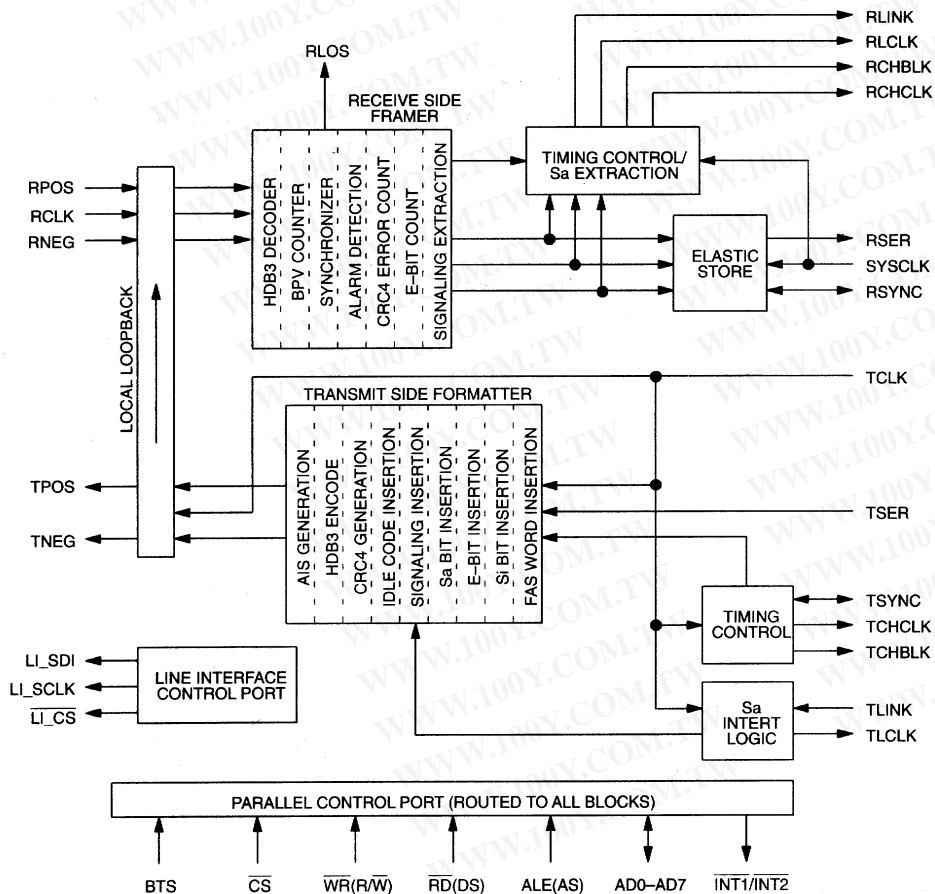 RLINK
RLOS
RLCLK
RCHBLK
RECEIVE SIDE
FRAMER
RCHCLK
HDB3 DECODER
BPV COUNTER
SYNCHRONIZER
ALARM DETECTION
CRC4 ERROR COUNT
E–BIT COUNT
SIGNALING EXTRACTION
TIMING CONTROL/
Sa EXTRACTION
RPOS
RCLK
RNEG
ELASTIC
STORE
RSER
SYSCLK
RSYNC
LOCAL LOOPBACK
TCLK
TRANSMIT SIDE FORMATTER
AIS GENERATION
HDB3 ENCODE
CRC4 GENERATION
IDLE CODE INSERTION
SIGNALING INSERTION
Sa BIT INSERTION
E–BIT INSERTION
Si BIT INSERTION
FAS WORD INSERTION
TPOS
TNEG
TSER
TIMING
CONTROL
TSYNC
TCHCLK
TCHBLK
LI_SDI
LI_SCLK
LI_CS
LINE INTERFACE
CONTROL PORT
Sa
INTERT
LOGIC
TLINK
TLCLK
PARALLEL CONTROL PORT (ROUTED TO ALL BLOCKS)
BTS
CS
WR(R/W)
RD(DS)
ALE(AS)
AD0–AD7
INT1/INT2
WWW.100Y.COM.TW